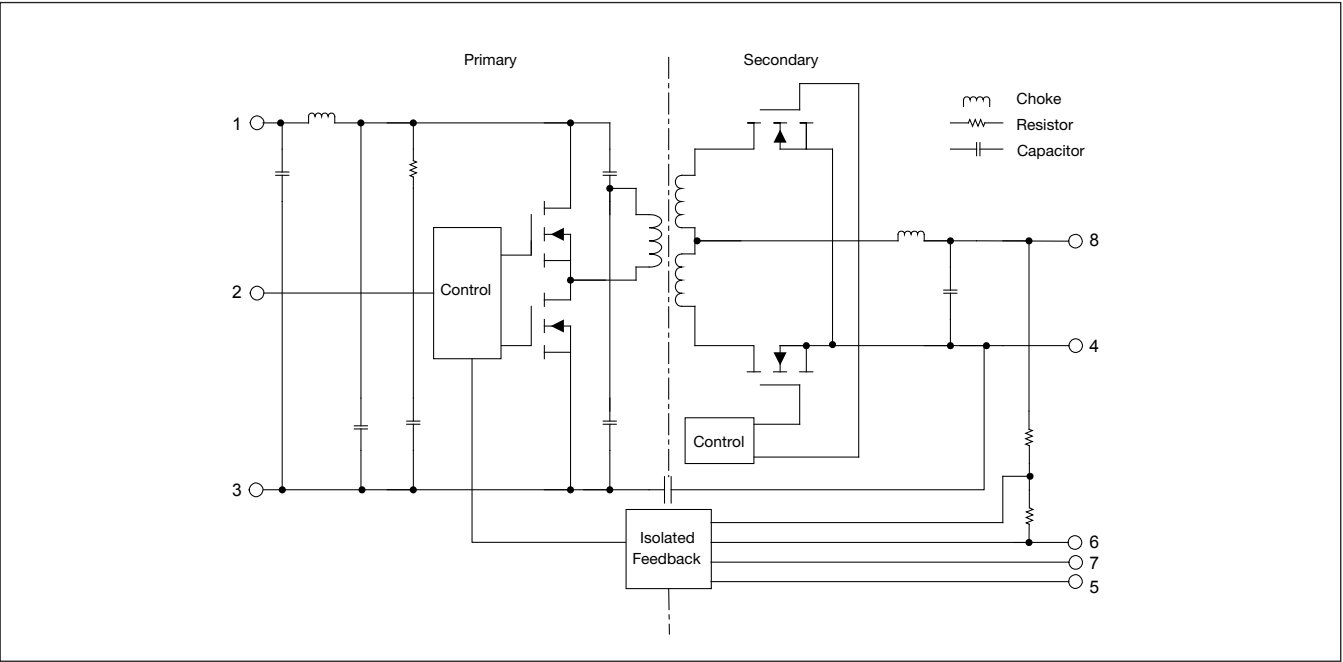 Primary
Secondary
Choke
Resistor
Capacitor
1
2
3
Control
8
4
Control
Isolated
Feedback
6
7
5